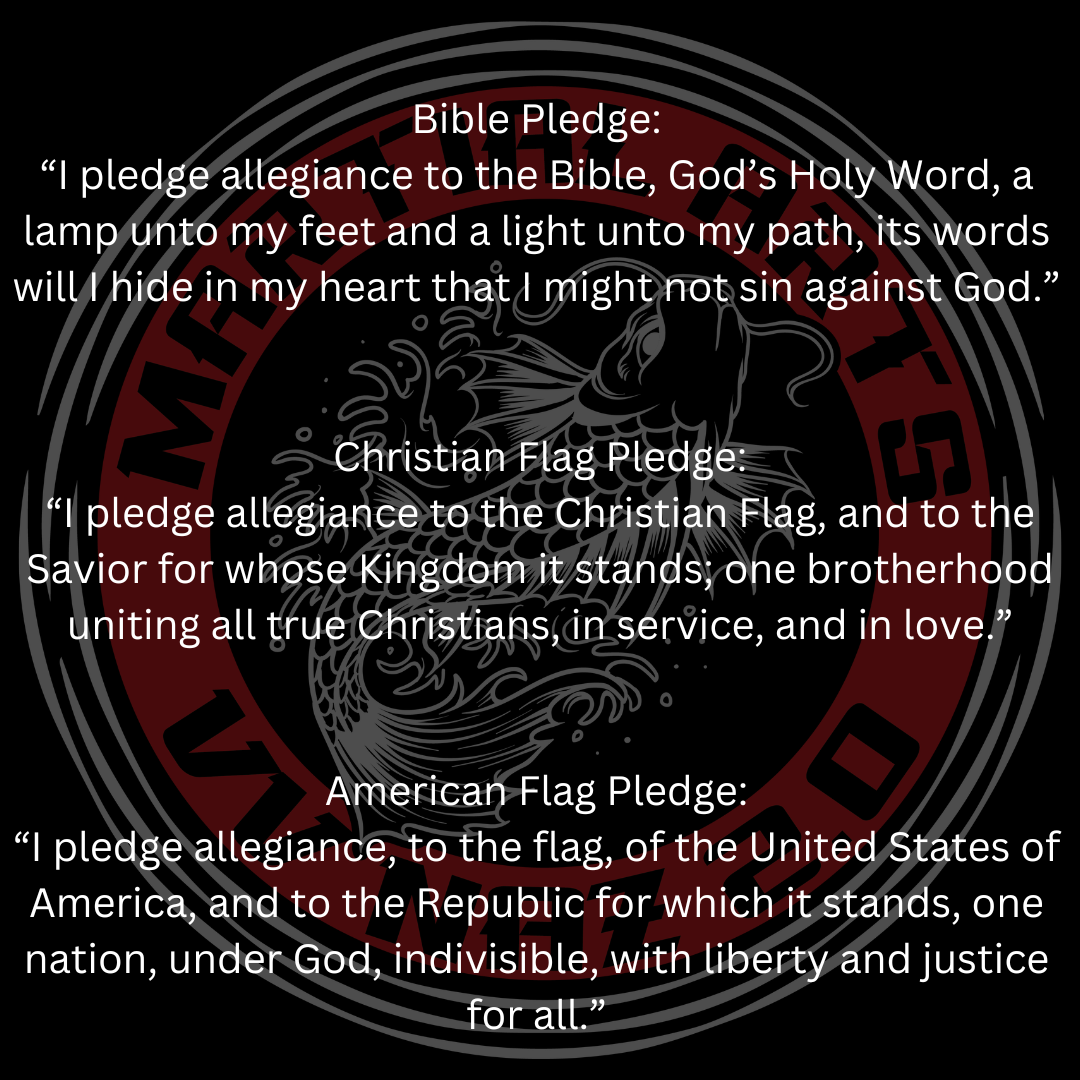 Bible Pledge:
“I pledge allegiance to the Bible, God’s Holy Word, a
lamp unto my feet and a light unto my path, its words
will I hide in my heart that I might not sin against God.”
Christian Flag Pledge:
“I pledge allegiance to the Christian Flag, and to the
Savior for whose Kingdom it stands; one brotherhood
uniting all true Christians, in service, and in love.”
American Flag Pledge:
“I pledge allegiance, to the flag, of the United States of
America, and to the Republic for which it stands, one
nation, under God, indivisible, with liberty and justice
for all.”
MARTIAL ARTS